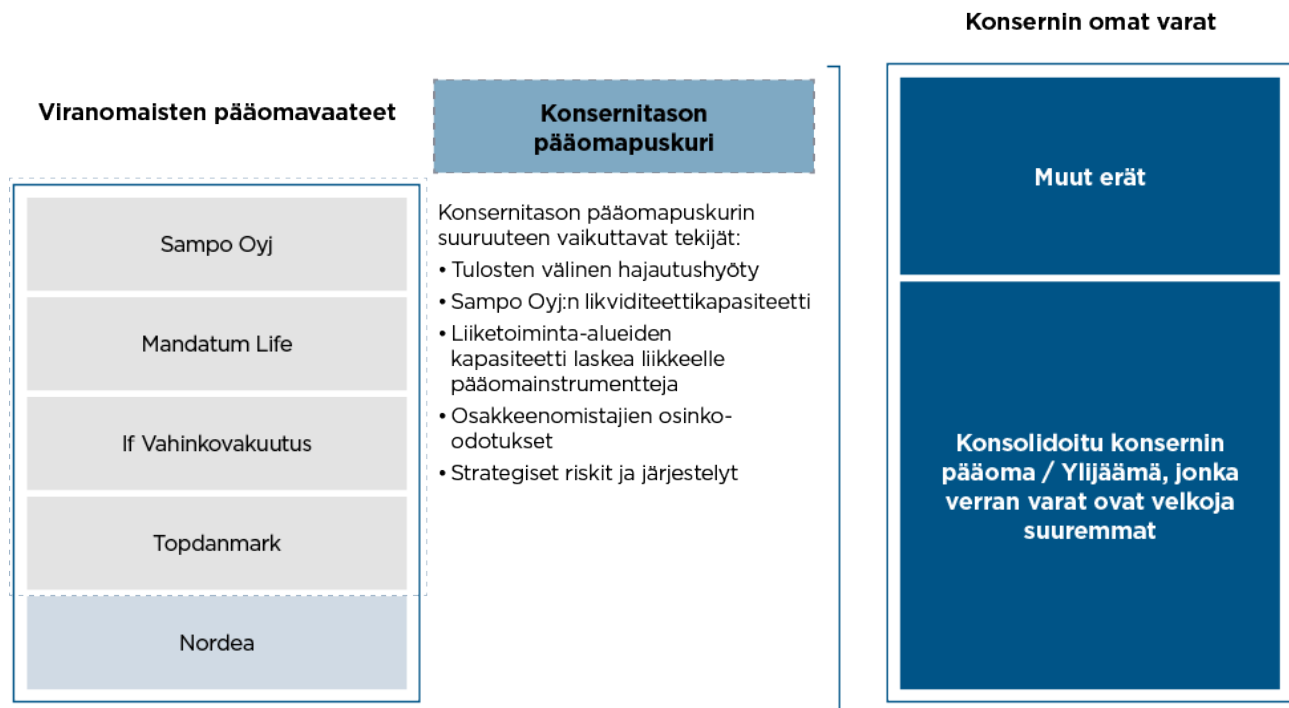 Viranomaisten pääomavaateet
Sampo Oyj
Mandatum Life
If Vahinkovakuutus
Topdanmark
Nordea
Konsernitason
pääomapuskuri
Konsernitason pääomapuskurin
suuruuteen vaikuttavat tekijät:
• Tulosten välinen hajautushyöty
• Sampo Oyj:n likviditeettikapasiteetti
• Liiketoiminta-alueiden
kapasiteetti laskea liikkeelle
pääomainstrumentteja
• Osakkeenomistajien osinko-
odotukset
• Strategiset riskit ja järjestelyt
Konsernin omat varat
Muut erät
Konsolidoitu konsernin
pääoma / Ylijäämä, jonka
verran varat ovat velkoja
suuremmat